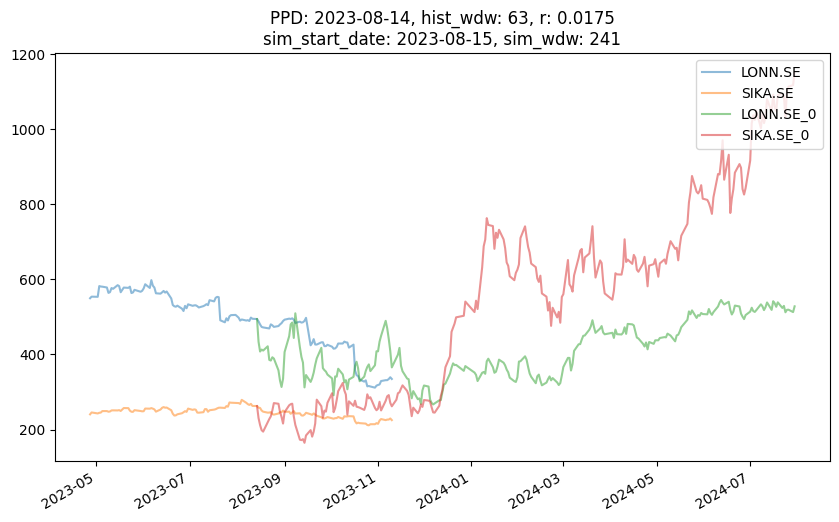 PPD: 2023-08-14, hist_wdw: 63, r: 0.0175
sim_start_date: 2023-08-15, sim_wdw: 241
1200
1000
800
600
400
200
LONN.SE
SIKA.SE
LONN.SE_0
SIKA.SE_0
2023-05
2023-07
2023-09
2023-11
2024-01
2024-03
2024-05
2024-07